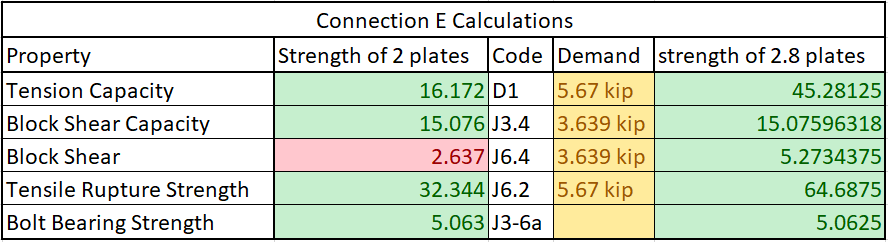 Connection E Calculations
Property Strength of 2 plates Code Demand strength of 2.8 plates
Tension Capacity 16.172 D1 5.67 kip 45.28125
Block Shear Capacity 15.076 J3.4 3.639 kip 15.07596318
Block Shear 2.637 J6.4 3.639 kip 5.2734375
Tensile Rupture Strength 32.344 J6.2 5.67 kip 64.6875
Bolt Bearing Strength 5.063 J3-6a 5.0625